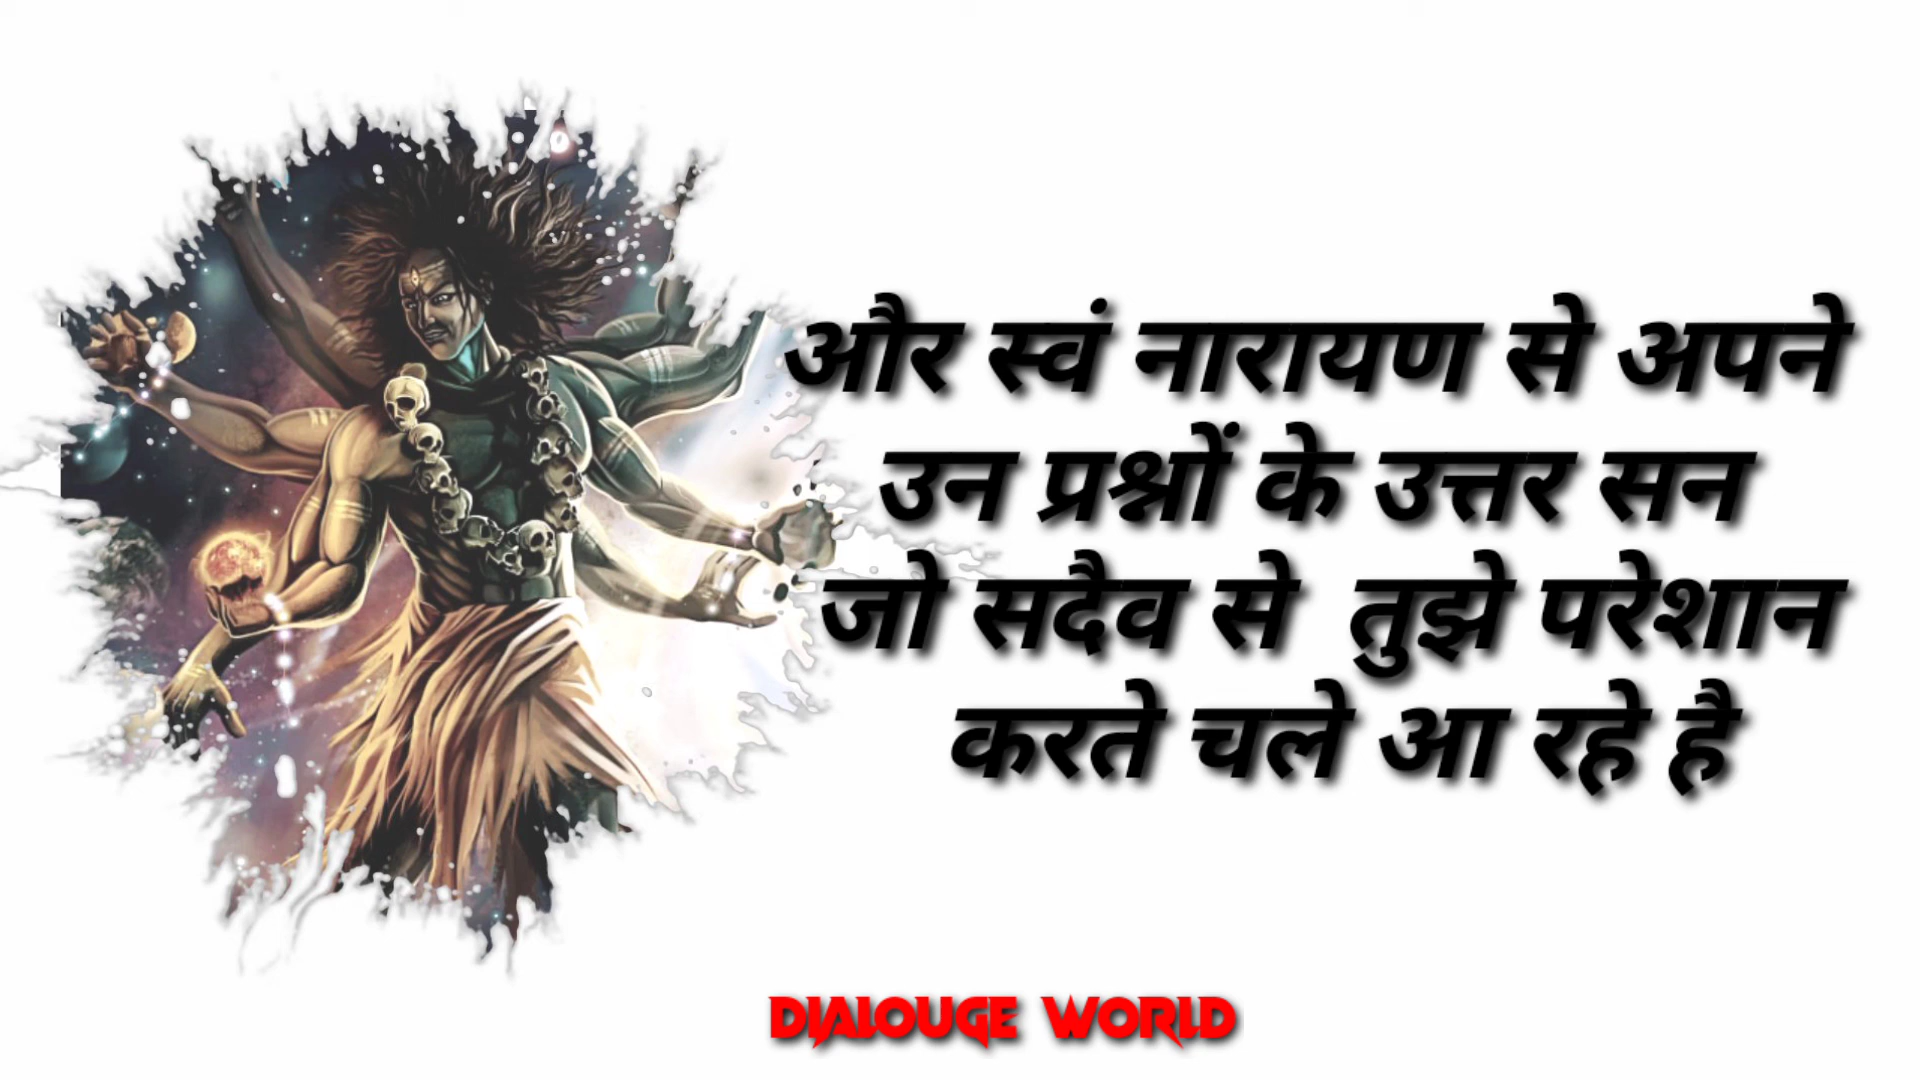 और स्वं नारायण से अपने
उन प्रश्नों के उत्तर सन
जो सदैव से तुझे परेशान
करते चले आ रहे है
DIALOUGE WORLD